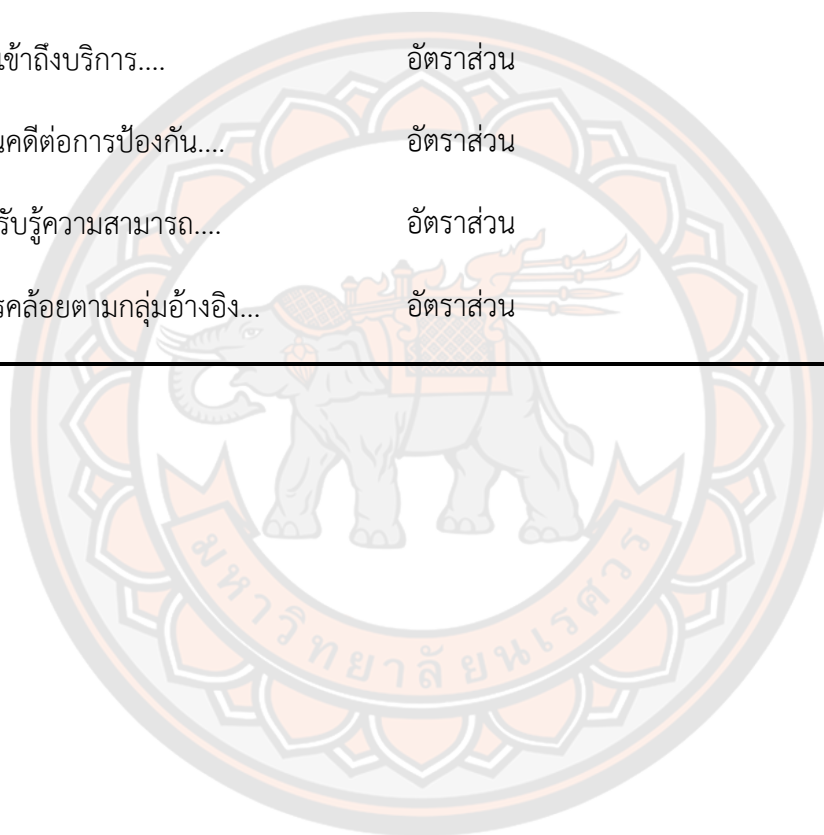 เข้าถึงบริการ.... อัตราส่วน
นคติต่อการป้องกัน.... อัตราส่วน
รับรู้ความสามารถ.... อัตราส่วน
รคล้อยตามกลุ่มอ้างอิง... อัตราส่วน
มหาวิทยาลัยนเรศวร